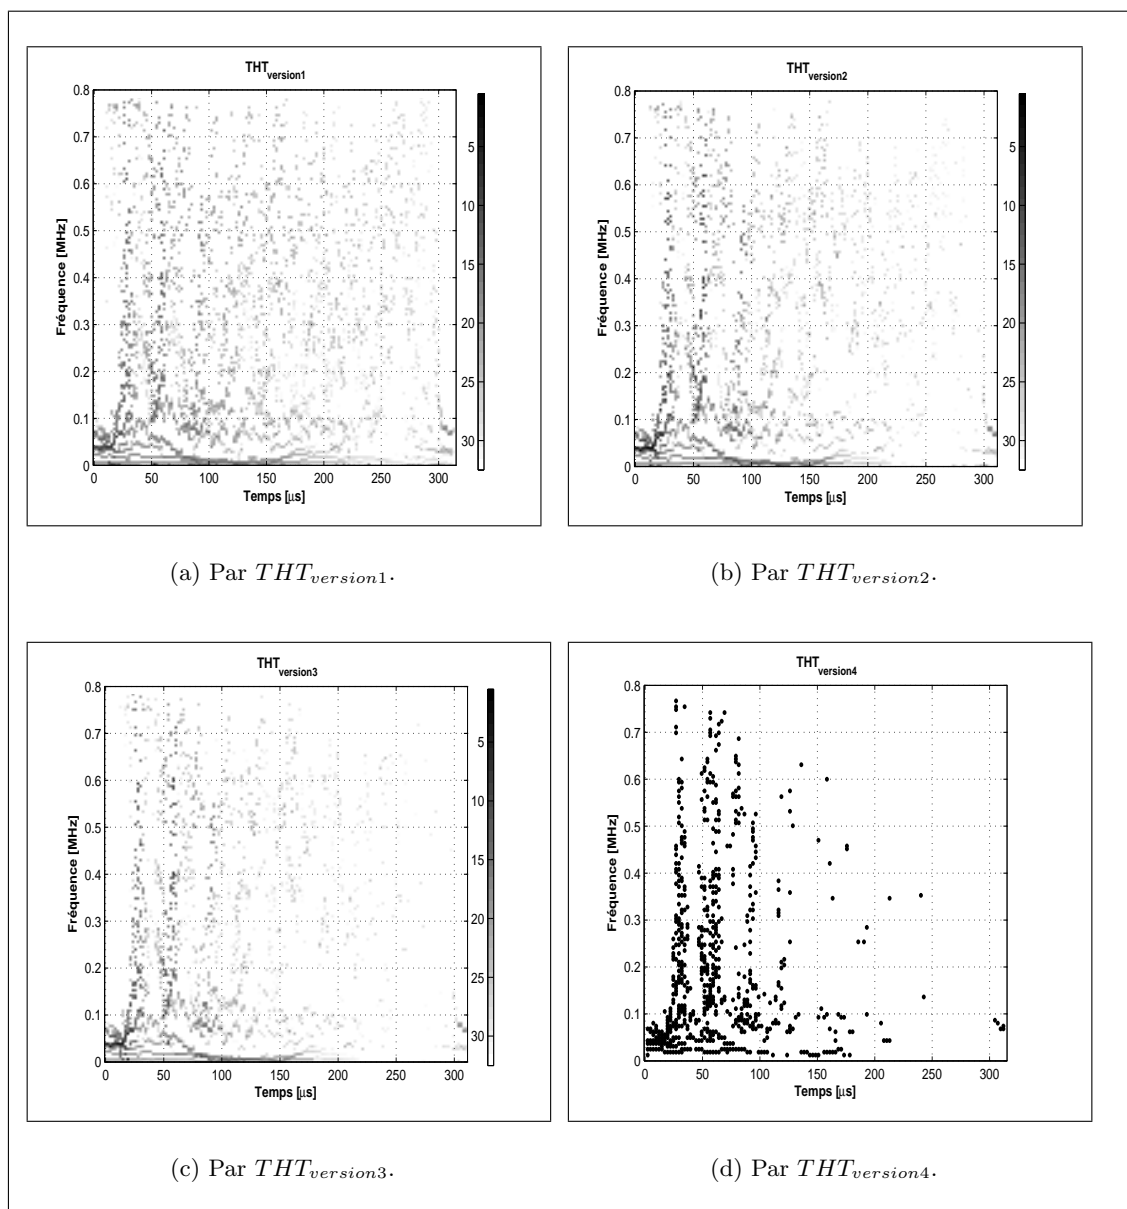 THT_version1
Fréquence [MHz]
0.8
0.7
0.6
0.5
0.4
0.3
0.2
0.1
0
0 50 100 150 200 250 300
Temps [µs]
5
10
15
20
25
30
(a) Par THT_version1.
THT_version2
Fréquence [MHz]
0.8
0.7
0.6
0.5
0.4
0.3
0.2
0.1
0
0 50 100 150 200 250 300
Temps [µs]
5
10
15
20
25
30
(b) Par THT_version2.
THT_version3
Fréquence [MHz]
0.8
0.7
0.6
0.5
0.4
0.3
0.2
0.1
0
0 50 100 150 200 250 300
Temps [µs]
5
10
15
20
25
30
(c) Par THT_version3.
THT_version4
Fréquence [MHz]
0.8
0.7
0.6
0.5
0.4
0.3
0.2
0.1
0
0 50 100 150 200 250 300
Temps [µs]
(d) Par THT_version4.